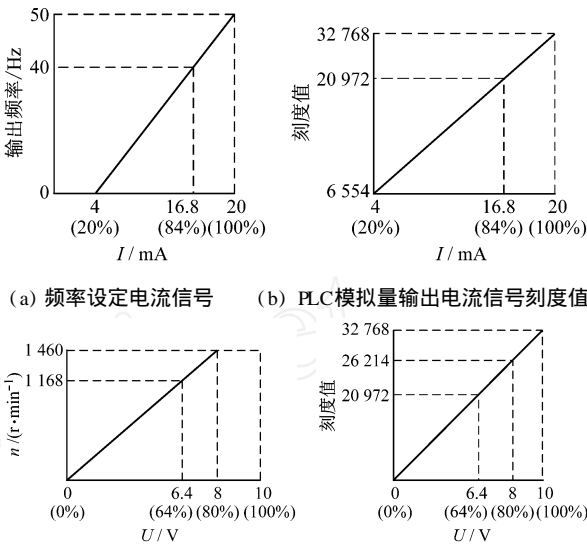 50
40
0
输出频率/Hz
4 16.8 20
(20%) (84%) (100%)
I / mA
32 768
20 972
6 554
刻度值
4 16.8 20
(20%) (84%) (100%)
I / mA
(a) 频率设定电流信号
(b) PLC模拟量输出电流信号刻度值
1 460
1 168
n /(r·min⁻¹)
0 6.4 8 10
(0%) (64%) (80%) (100%)
U / V
32 768
26 214
20 972
刻度值
0 6.4 8 10
(0%) (64%) (80%) (100%)
U / V